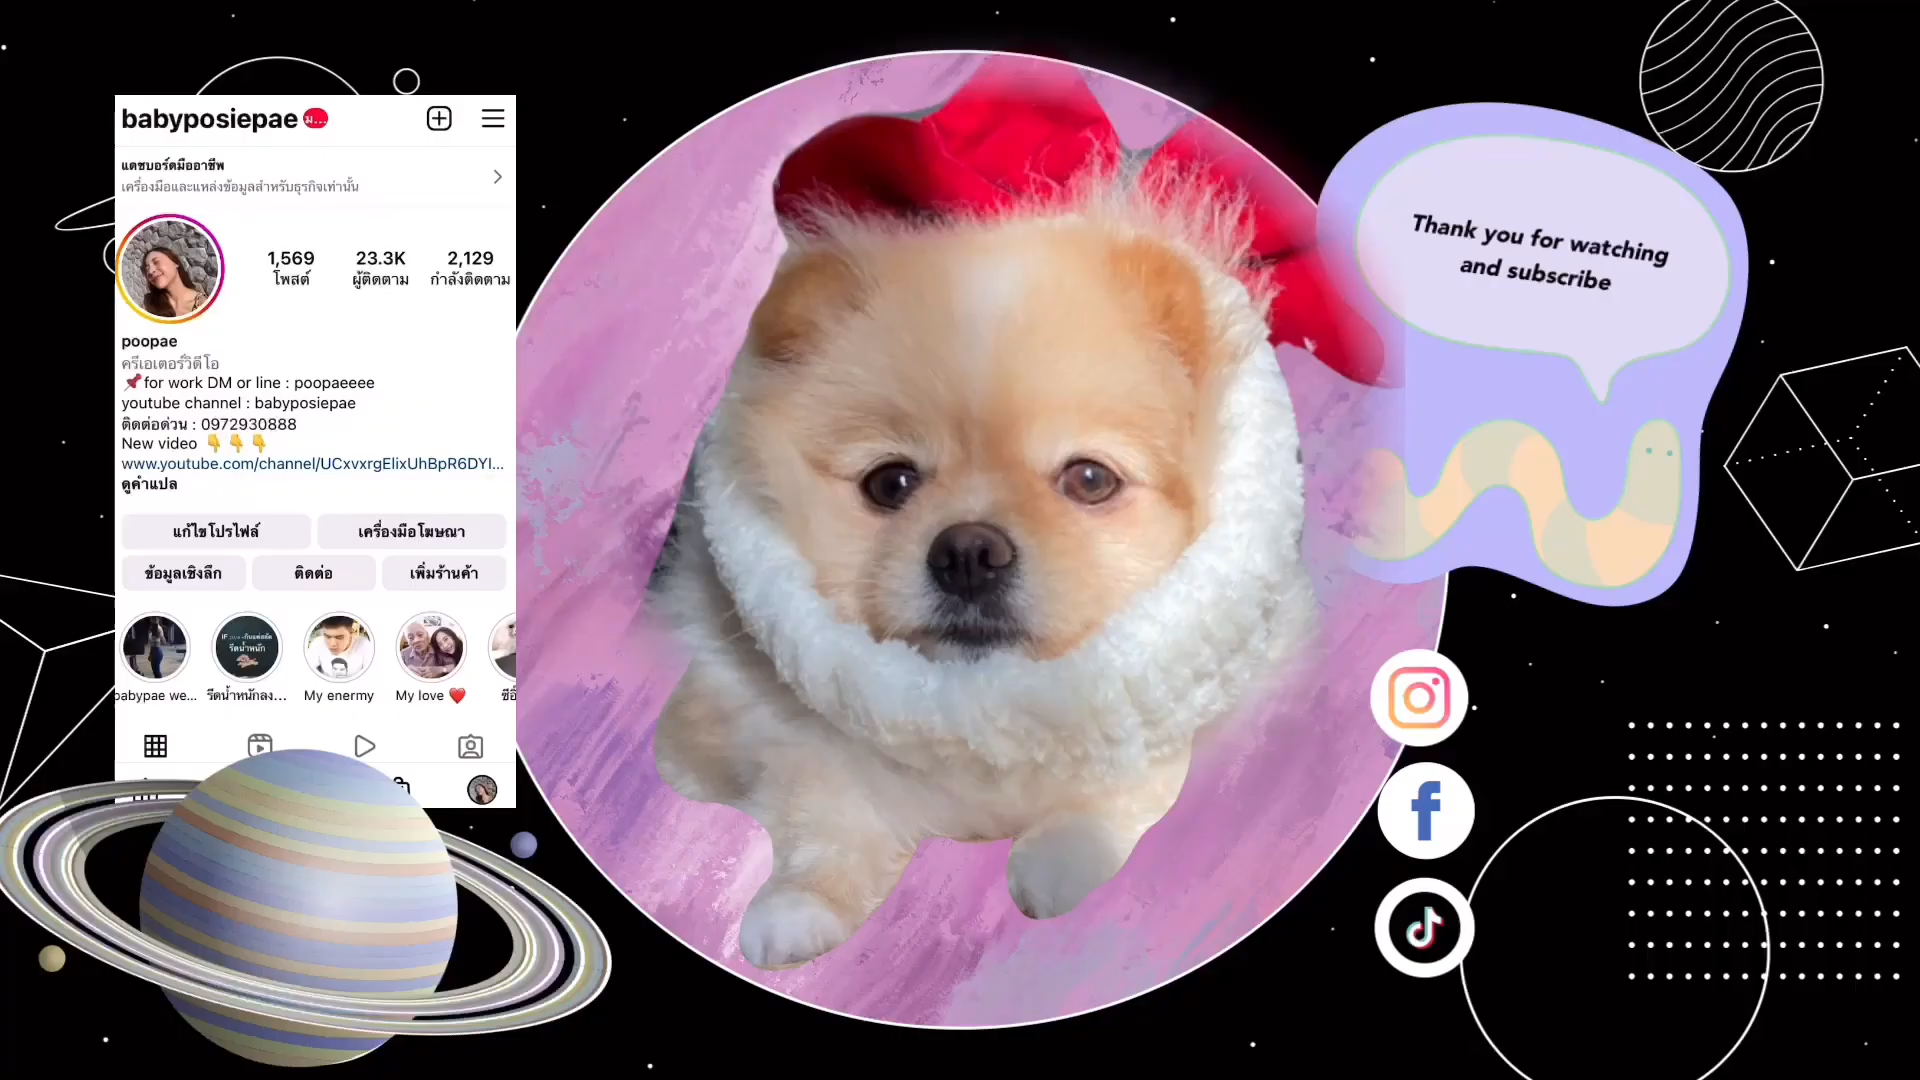 babyposiepae ม...
แดชบอร์ดมืออาชีพ
เครื่องมือและแหล่งข้อมูลสำหรับธุรกิจเท่านั้น
1,569 23.3K 2,129
โพสต์ ผู้ติดตาม กำลังติดตาม
poopae
ครีเอเตอร์วิดีโอ
📌for work DM or line : poopaeeee
youtube channel : babyposiepae
ติดต่อด่วน : 0972930888
New video 👇👇👇
www.youtube.com/channel/UCxvxrgElixUhBpR6DYI...
ดูคำแปล
แก้ไขโปรไฟล์ เครื่องมือโฆษณา
ข้อมูลเชิงลึก ติดต่อ เพิ่มร้านค้า
รีดน้ำหนัก
babypae we... รีดน้ำหนักลง... My enermy My love ❤️
Thank you for watching
and subscribe